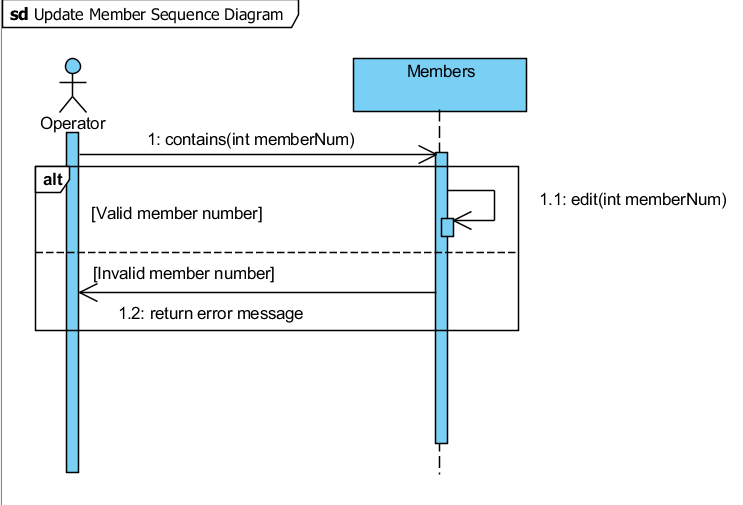 sd Update Member Sequence Diagram
Members
Operator
1: contains(int memberNum)
alt
1.1: edit(int memberNum)
[Valid member number]
[Invalid member number]
1.2: return error message